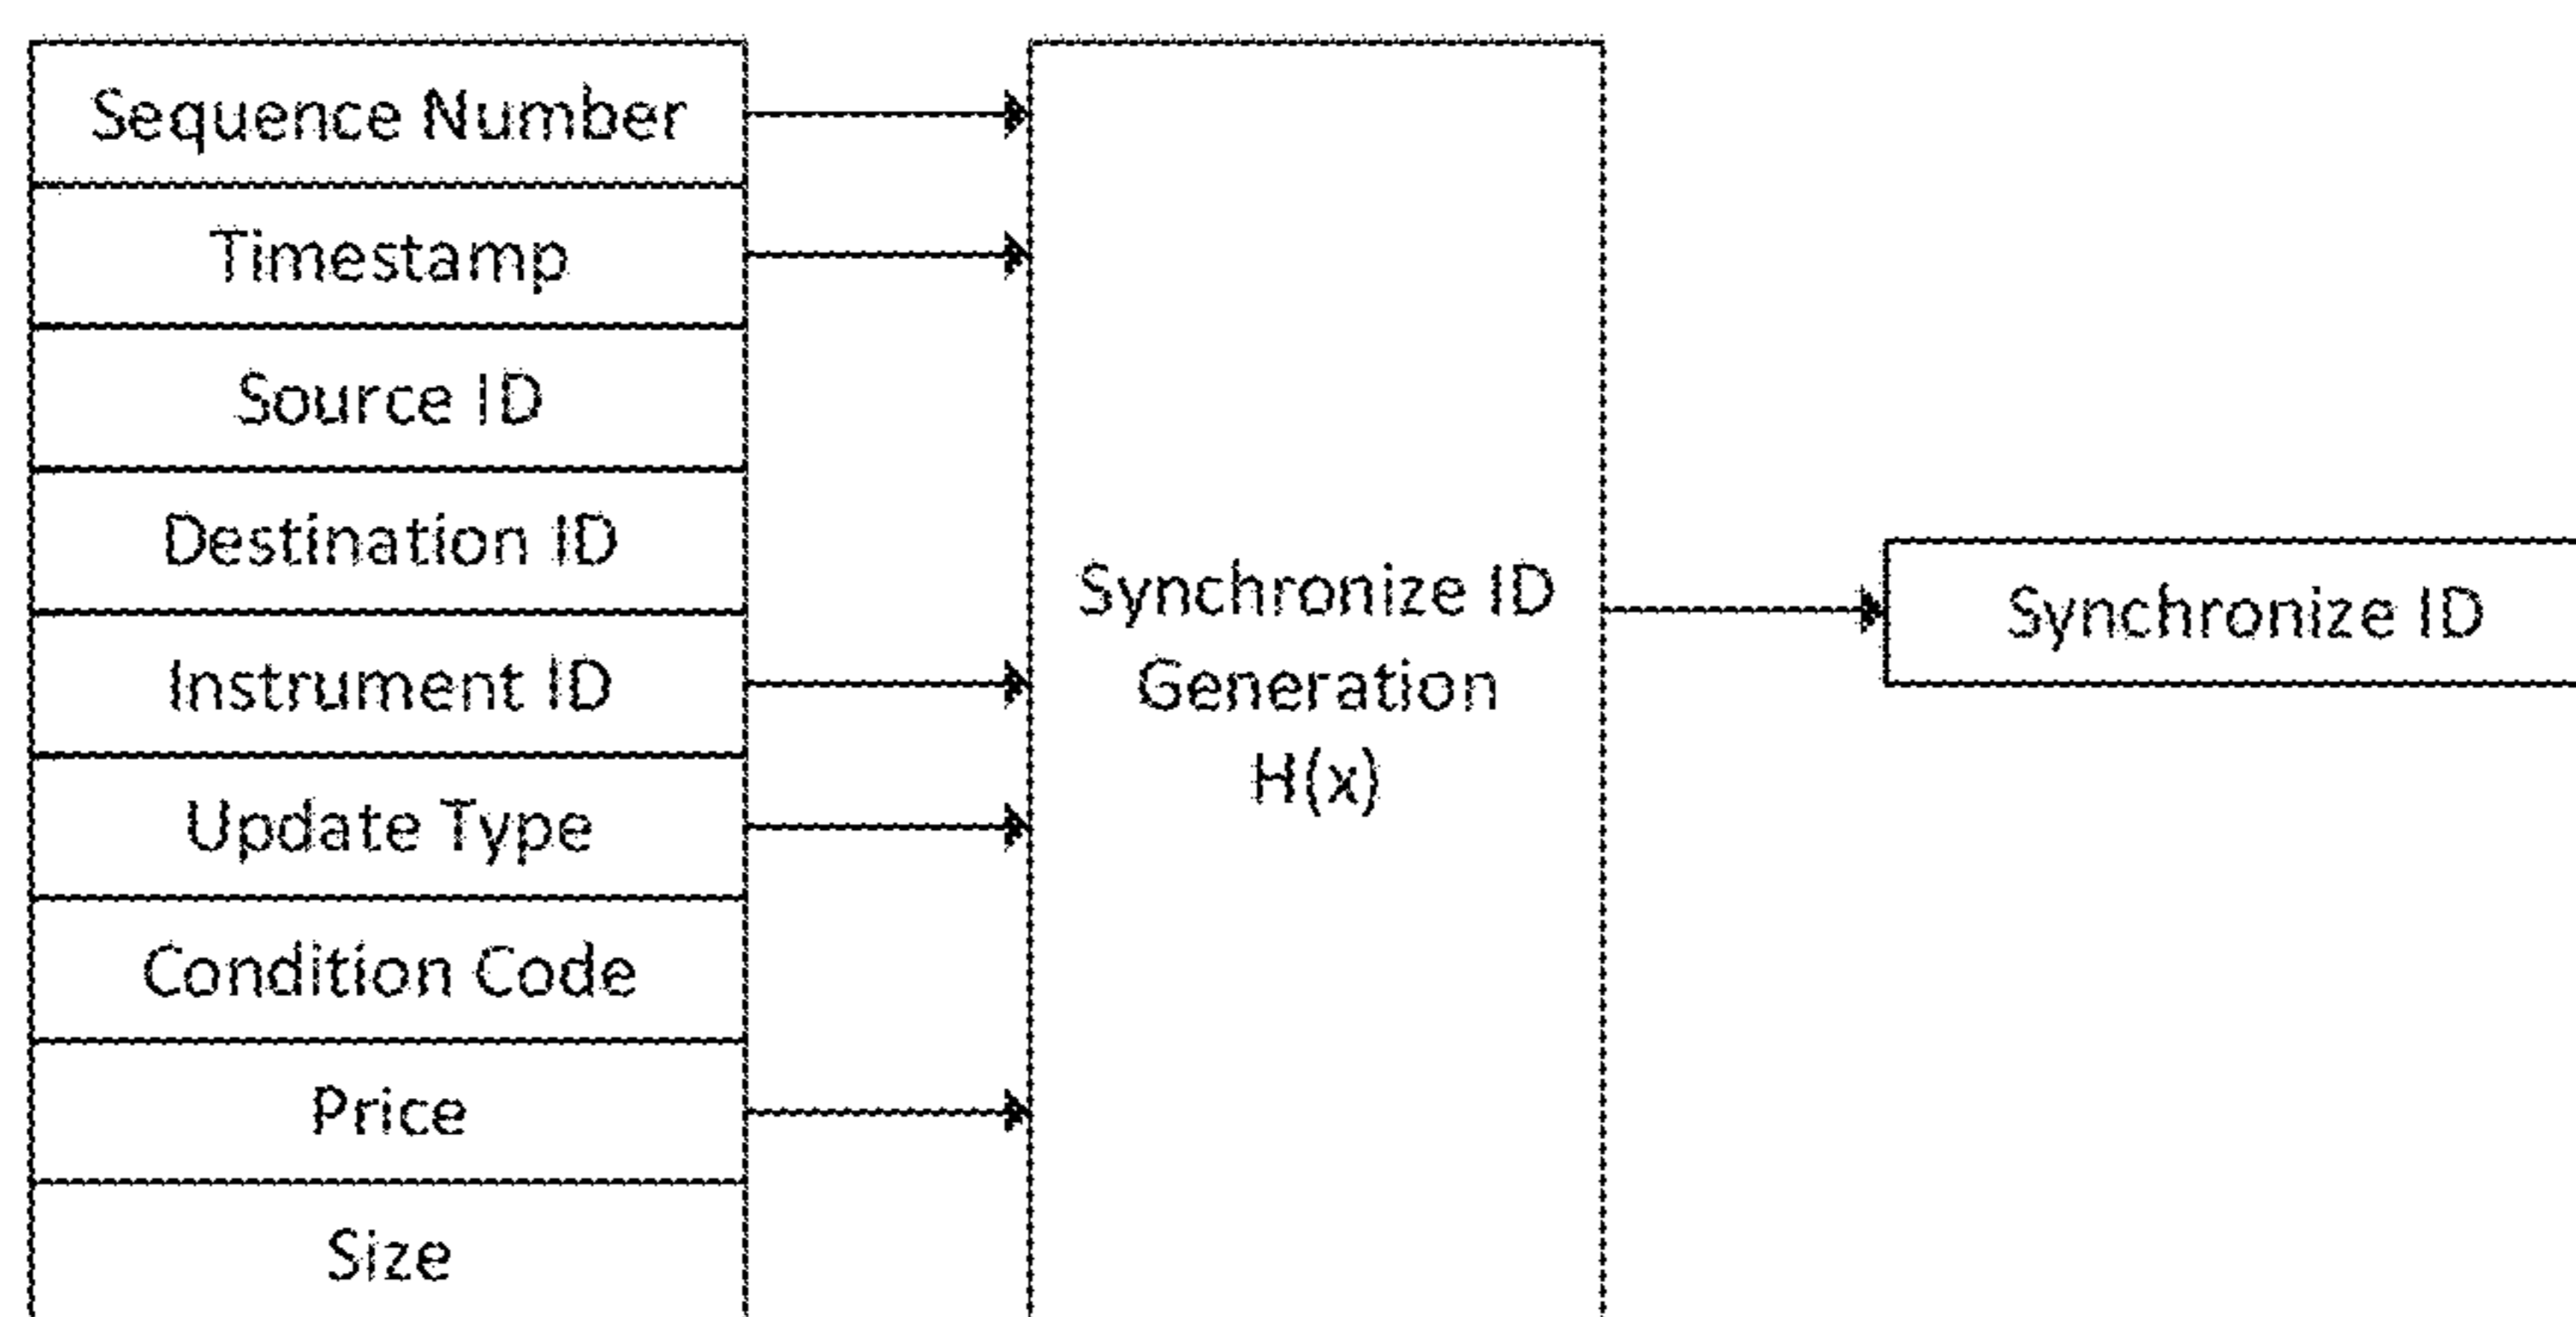 Sequence Number
Timestamp
Source ID
Destination ID
Instrument ID
Update Type
Condition Code
Price
Size
Synchronize ID
Generation
H(x)
Synchronize ID